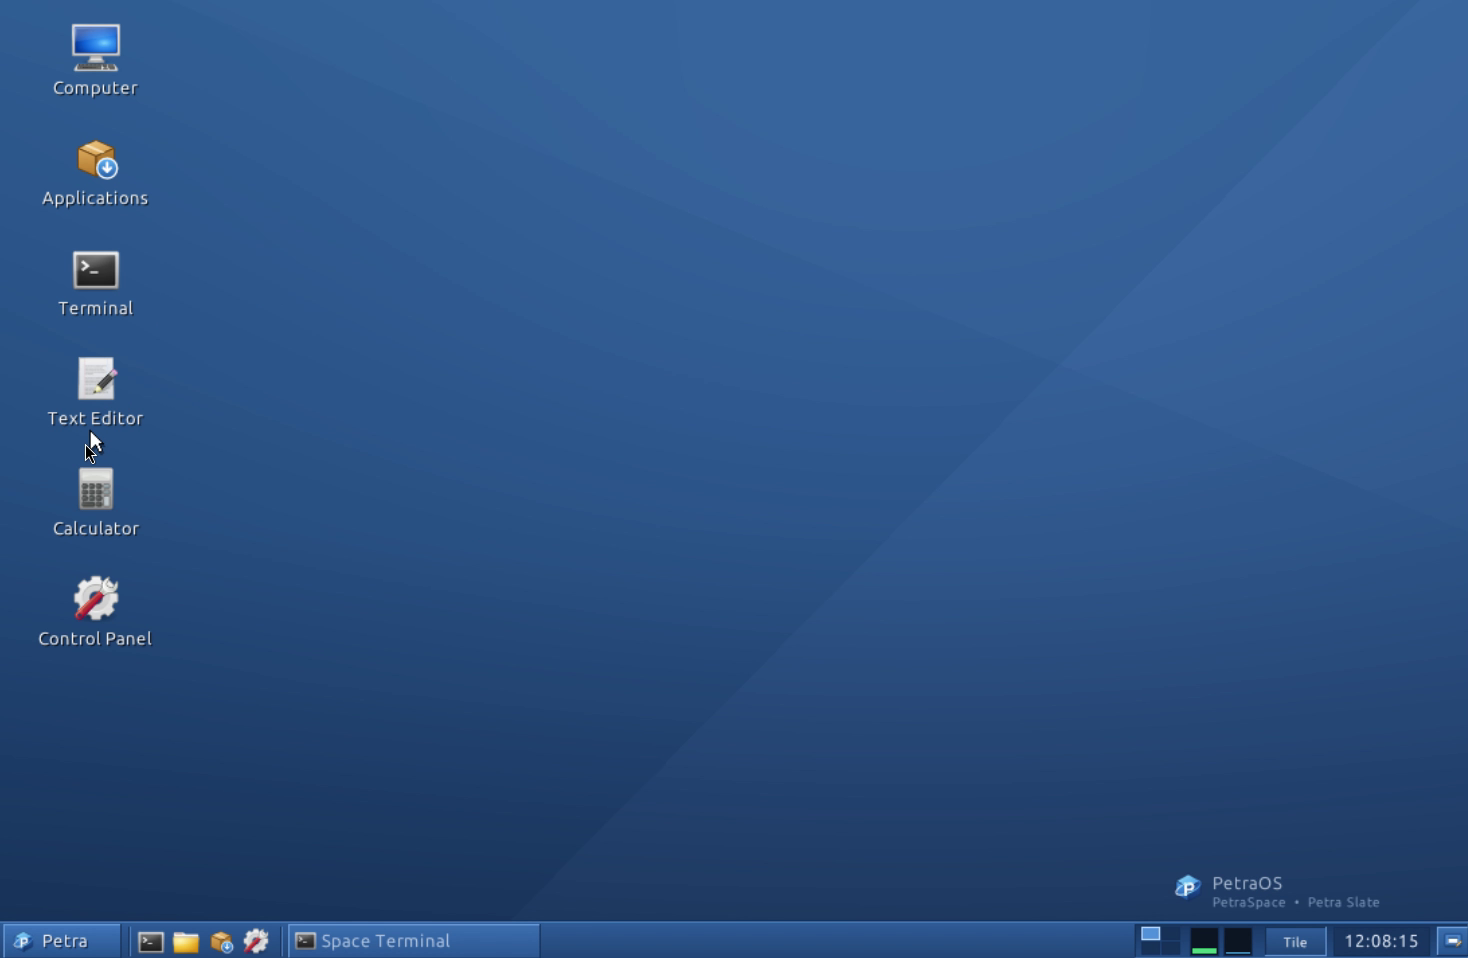 Computer
Applications
Terminal
Text Editor
Calculator
Control Panel
PetraOS
PetraSpace • Petra Slate
Petra
Space Terminal
Tile
12:08:15